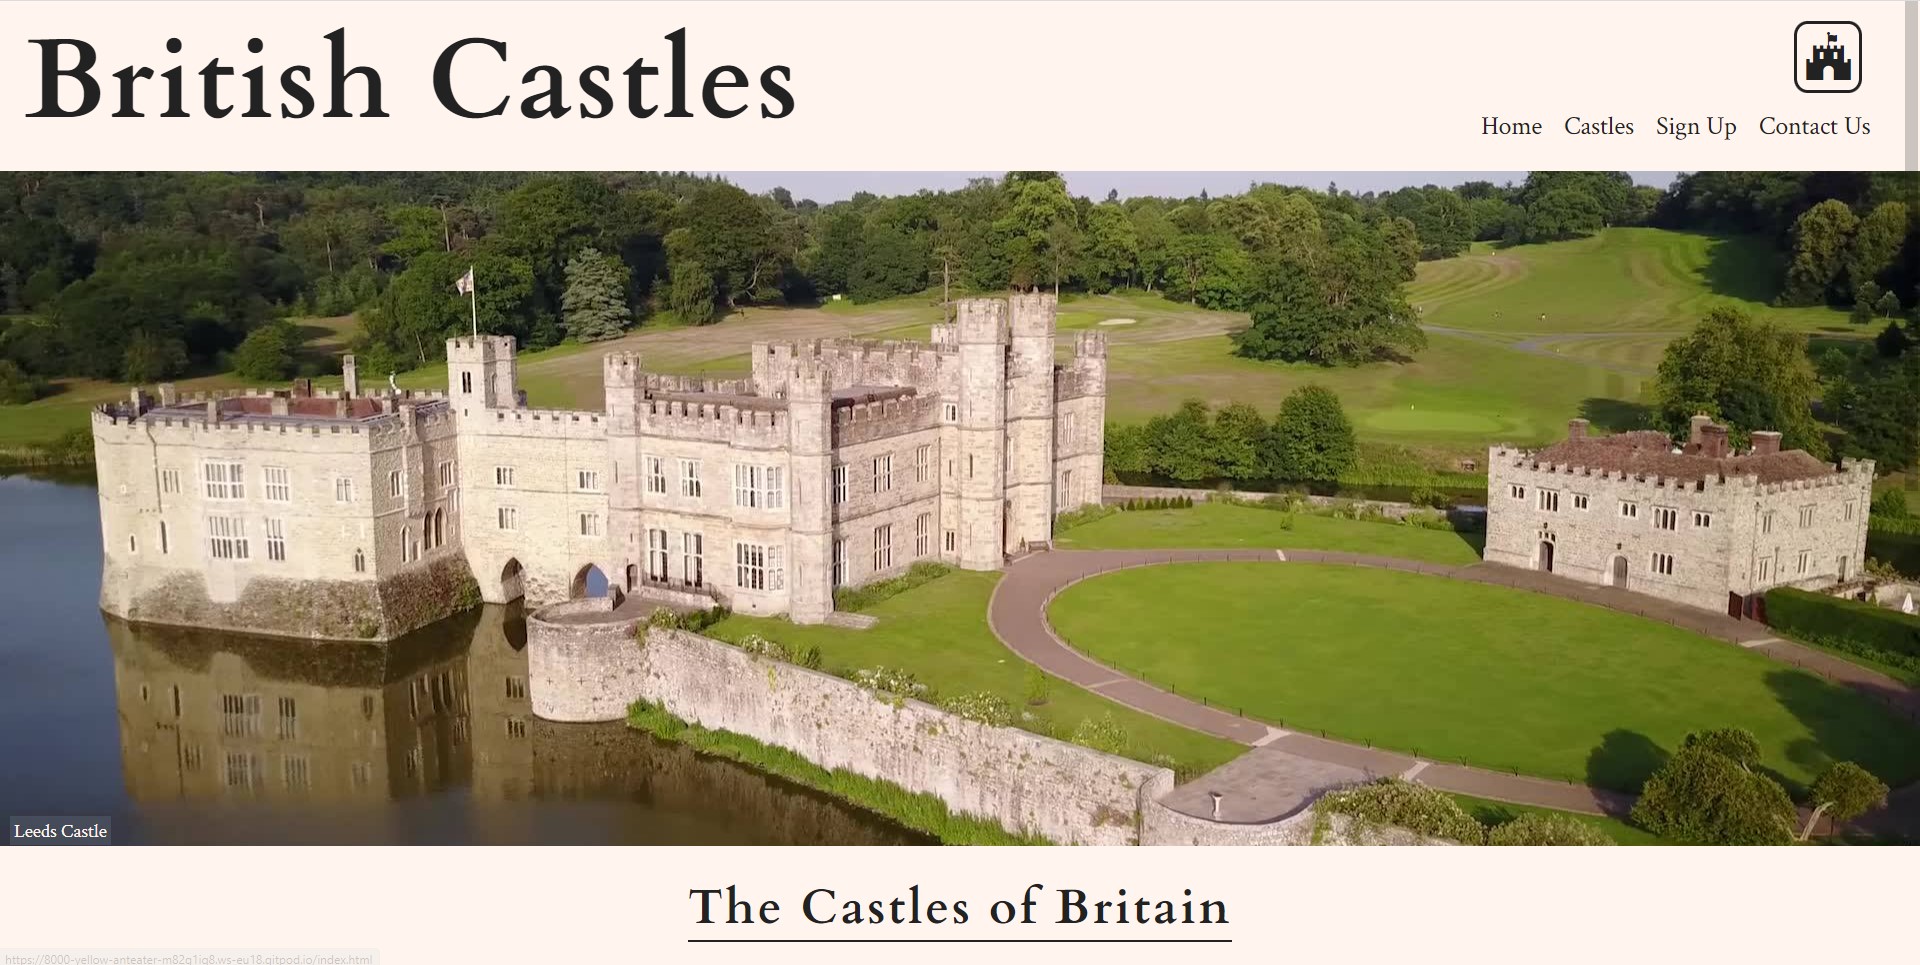 British Castles
Home Castles Sign Up Contact Us
Leeds Castle
The Castles of Britain
https://8000-yellow-anteater-m82q1iq8.ws-eu18.gitpod.io/index.html